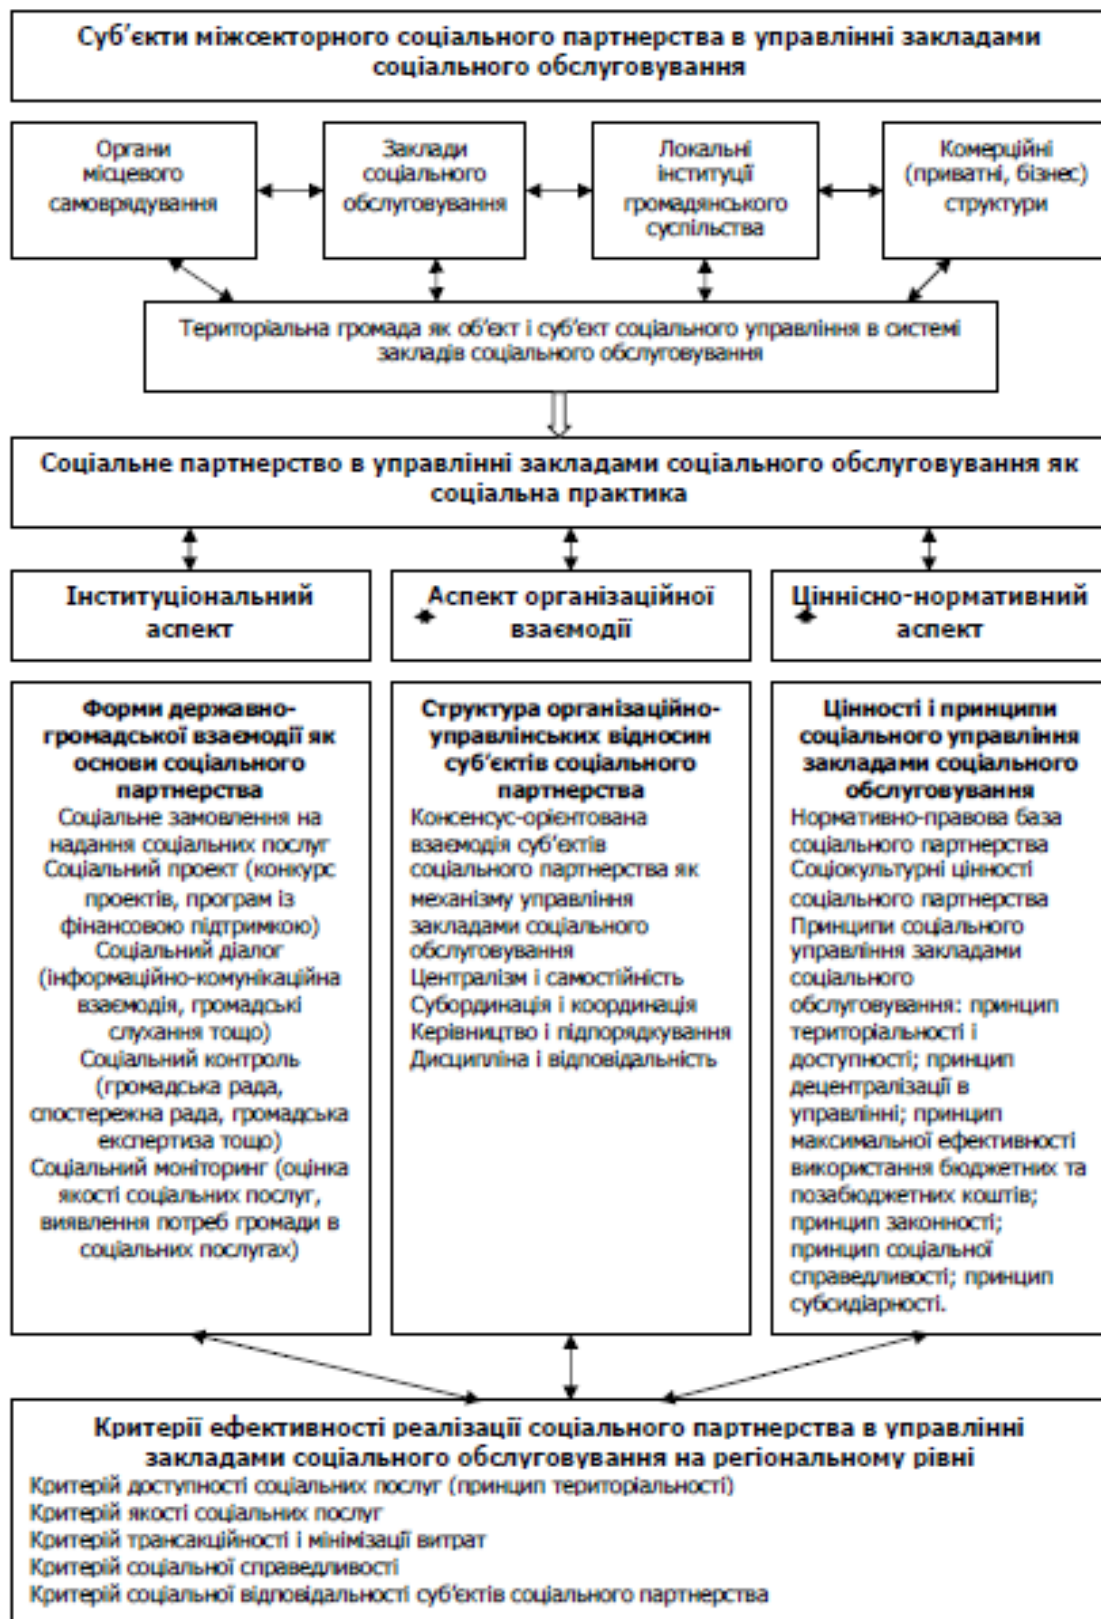 Суб’єкти міжсекторного соціального партнерства в управлінні закладами
соціального обслуговування
Органи
місцевого
самоврядування
Заклади
соціального
обслуговування
Локальні
інституції
громадянського
суспільства
Комерційні
(приватні, бізнес)
структури
Територіальна громада як об’єкт і суб’єкт соціального управління в системі
закладів соціального обслуговування
Соціальне партнерство в управлінні закладами соціального обслуговування як
соціальна практика
Інституціональний
аспект
Аспект організаційної
взаємодії
Ціннісно-нормативний
аспект
Форми державно-
громадської взаємодії як
основи соціального
партнерства
Соціальне замовлення на
надання соціальних послуг
Соціальний проект (конкурс
проектів, програм із
фінансовою підтримкою)
Соціальний діалог
(інформаційно-комунікаційна
взаємодія, громадські
слухання тощо)
Соціальний контроль
(громадська рада,
спостережна рада, громадська
експертиза тощо)
Соціальний моніторинг (оцінка
якості соціальних послуг,
виявлення потреб громади в
соціальних послугах)
Структура організаційно-
управлінських відносин
суб’єктів соціального
партнерства
Консенсус-орієнтована
взаємодія суб’єктів
соціального партнерства як
механізму управління
закладами соціального
обслуговування
Централізм і самостійність
Субординація і координація
Керівництво і підпорядкування
Дисципліна і відповідальність
Цінності і принципи
соціального управління
закладами соціального
обслуговування
Нормативно-правова база
соціального партнерства
Соціокультурні цінності
соціального партнерства
Принципи соціального
управління закладами
соціального
обслуговування: принцип
територіальності і
доступності; принцип
децентралізації в
управлінні; принцип
максимальної ефективності
використання бюджетних та
позабюджетних коштів;
принцип законності;
принцип соціальної
справедливості; принцип
субсидіарності.
Критерії ефективності реалізації соціального партнерства в управлінні
закладами соціального обслуговування на регіональному рівні
Критерій доступності соціальних послуг (принцип територіальності)
Критерій якості соціальних послуг
Критерій трансакційності і мінімізації витрат
Критерій соціальної справедливості
Критерій соціальної відповідальності суб’єктів соціального партнерства